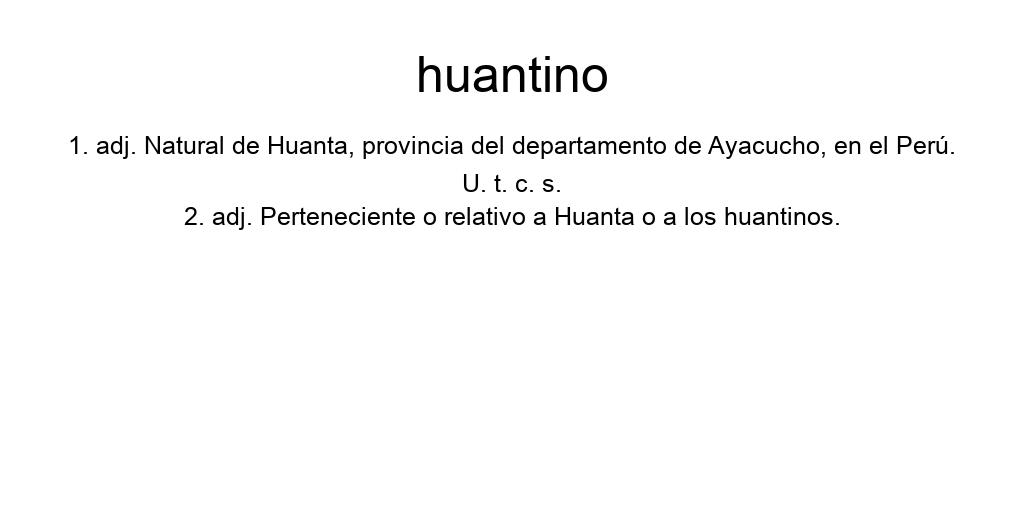 huantino
1. adj. Natural de Huanta, provincia del departamento de Ayacucho, en el Perú.
U. t. c. s.
2. adj. Perteneciente o relativo a Huanta o a los huantinos.